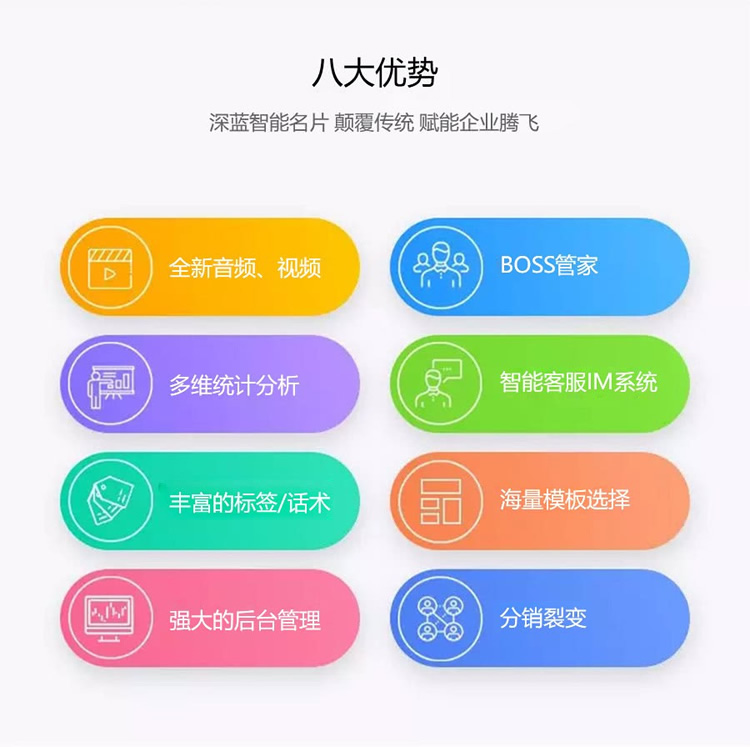 八大优势
深蓝智能名片 颠覆传统 赋能企业腾飞
全新音频、视频
BOSS管家
多维统计分析
智能客服IM系统
丰富的标签/话术
海量模板选择
强大的后台管理
分销裂变